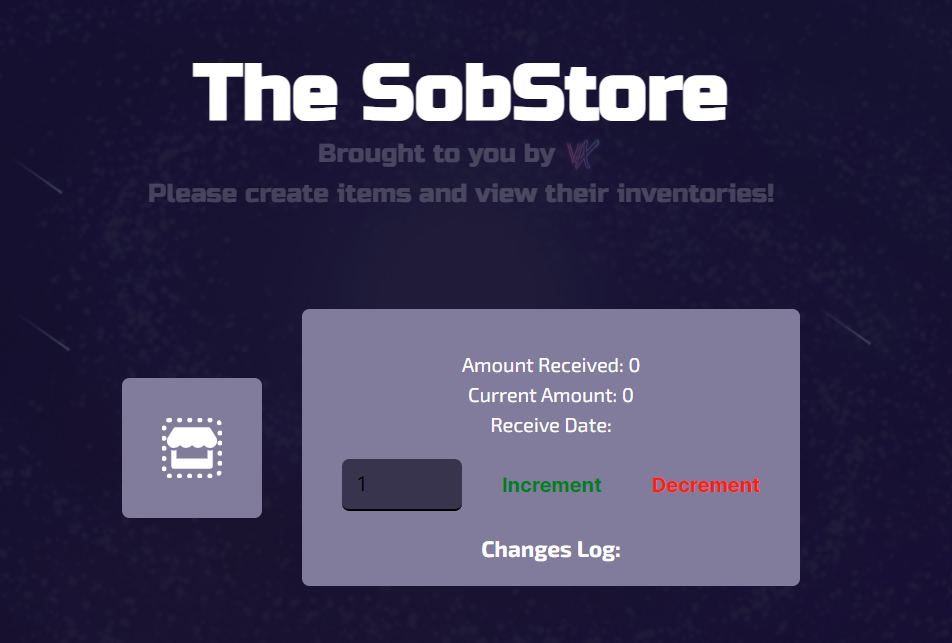 The SobStore
Brought to you by
Please create items and view their inventories!
Amount Received: 0
Current Amount: 0
Receive Date:
1 Increment Decrement
Changes Log: